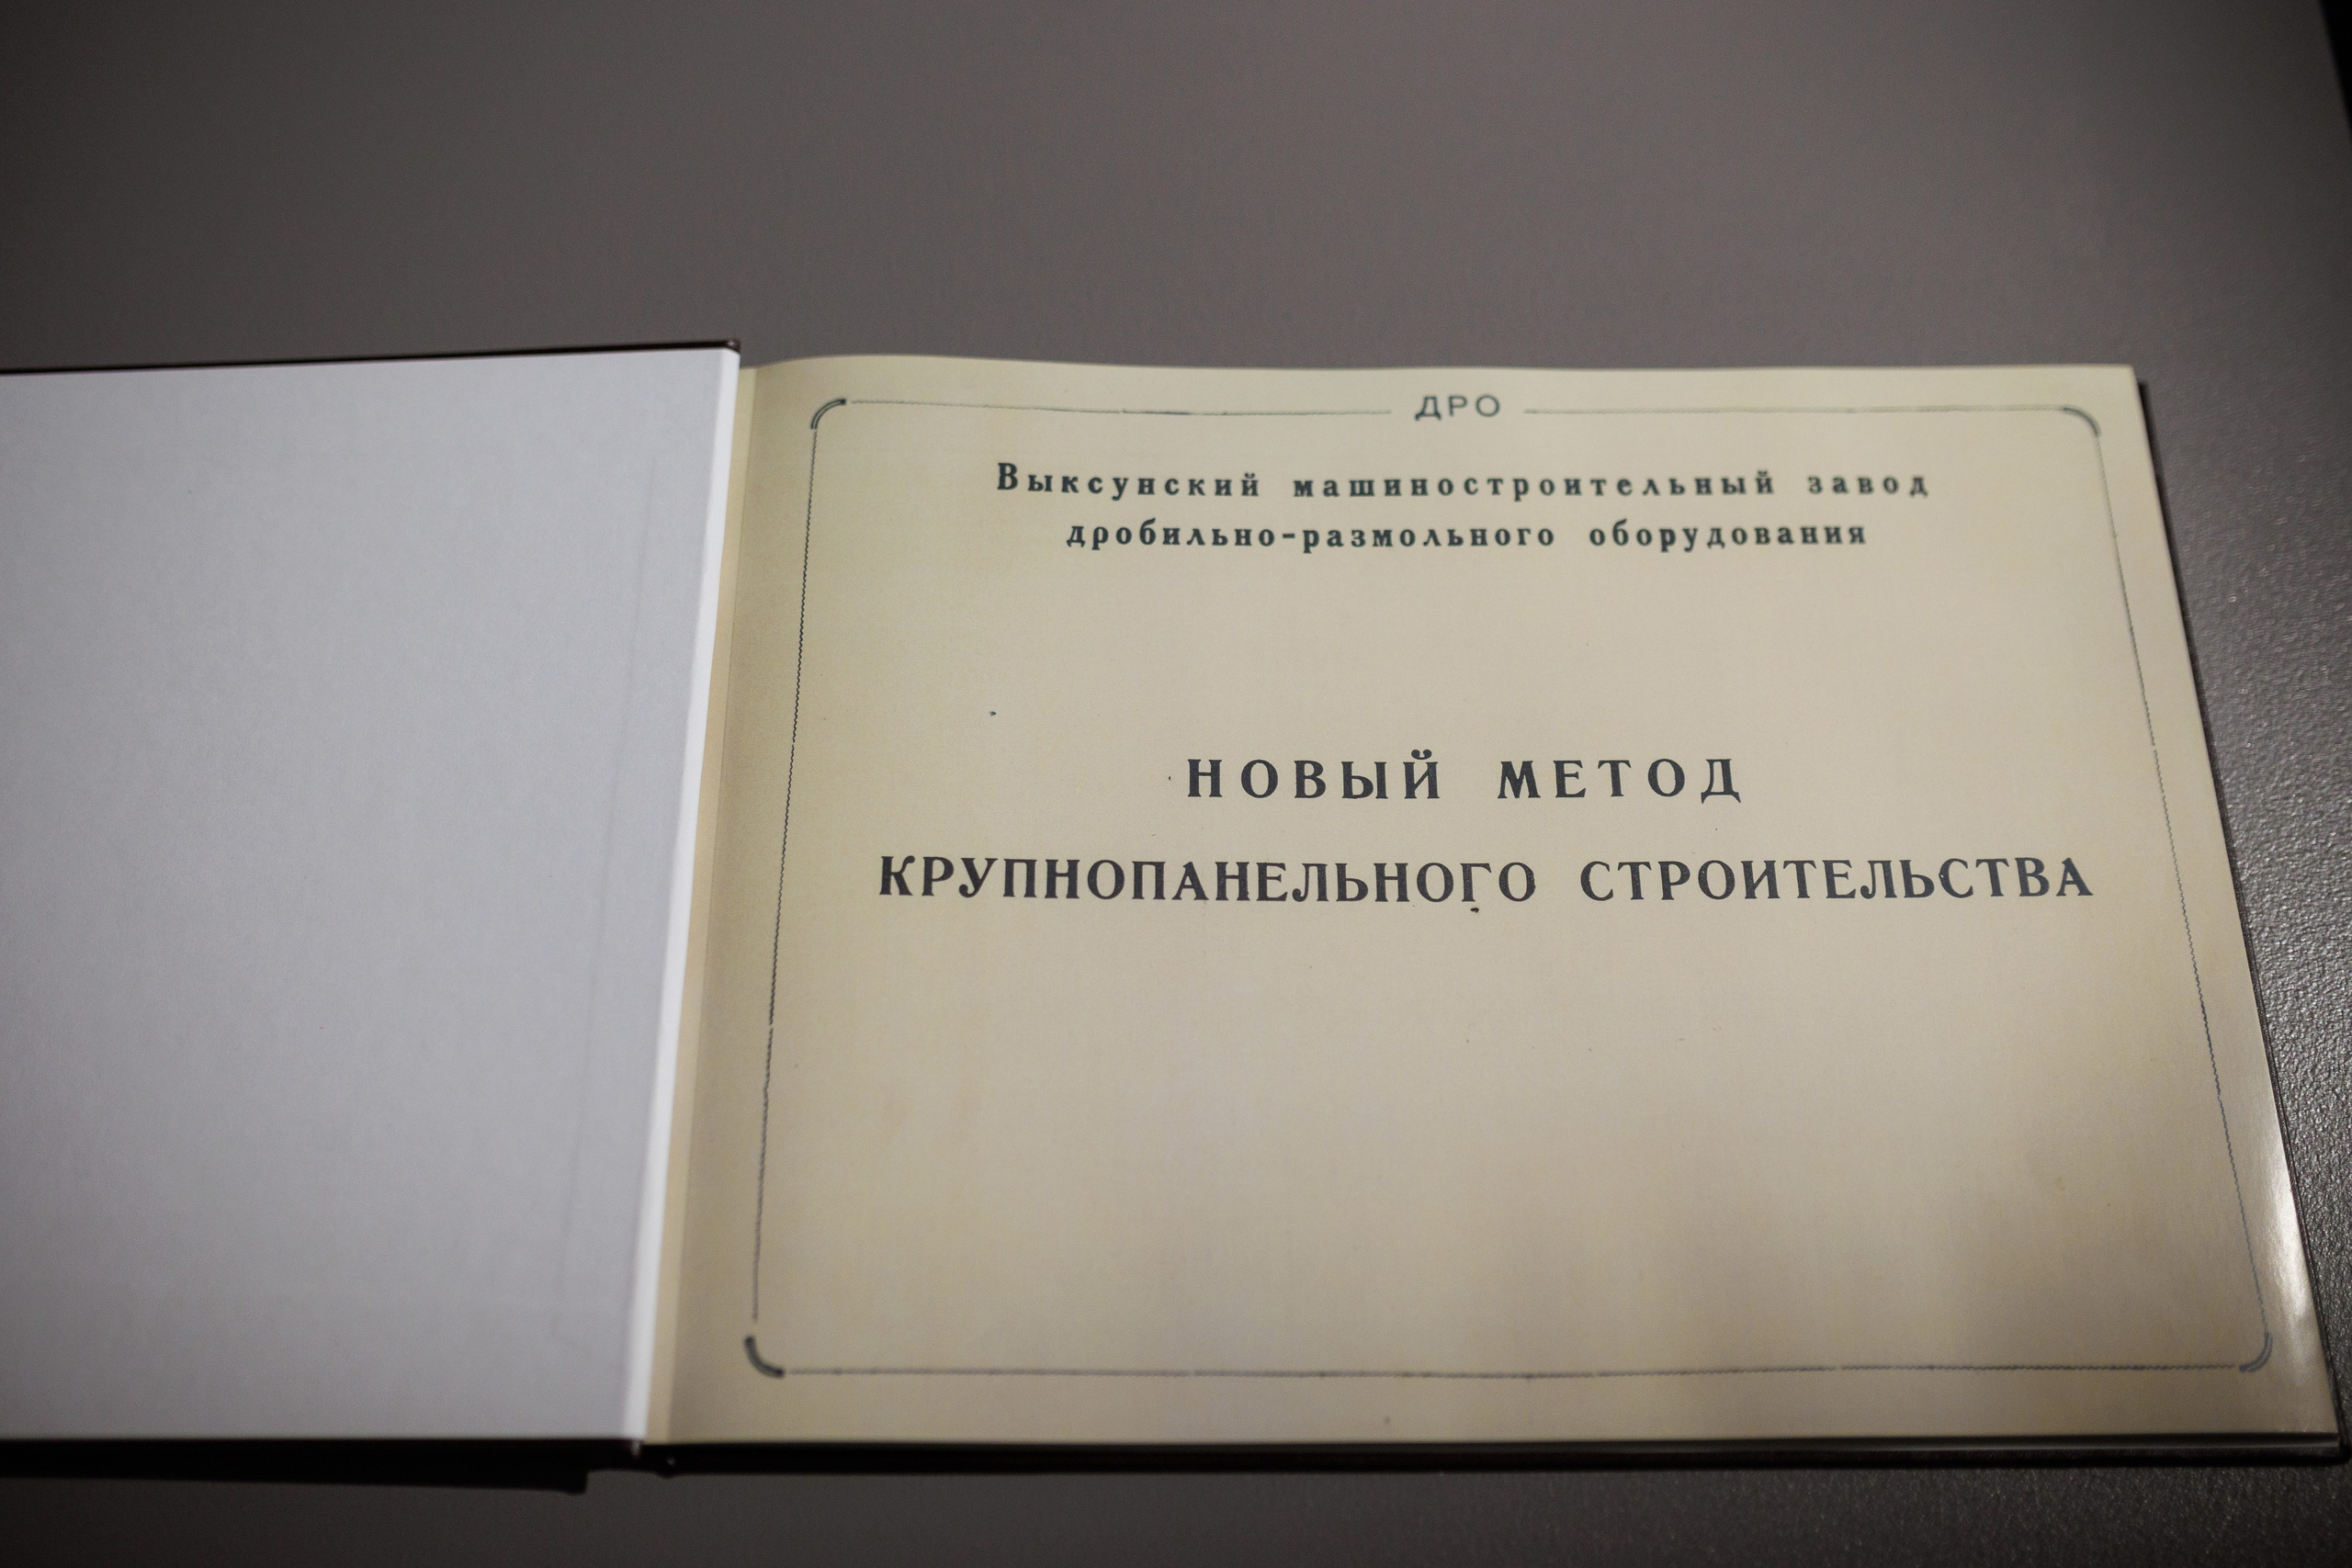 ДРО
Выксунский машиностроительный завод
дробильно-размольного оборудования
НОВЫЙ МЕТОД
КРУПНОПАНЕЛЬНОГО СТРОИТЕЛЬСТВА